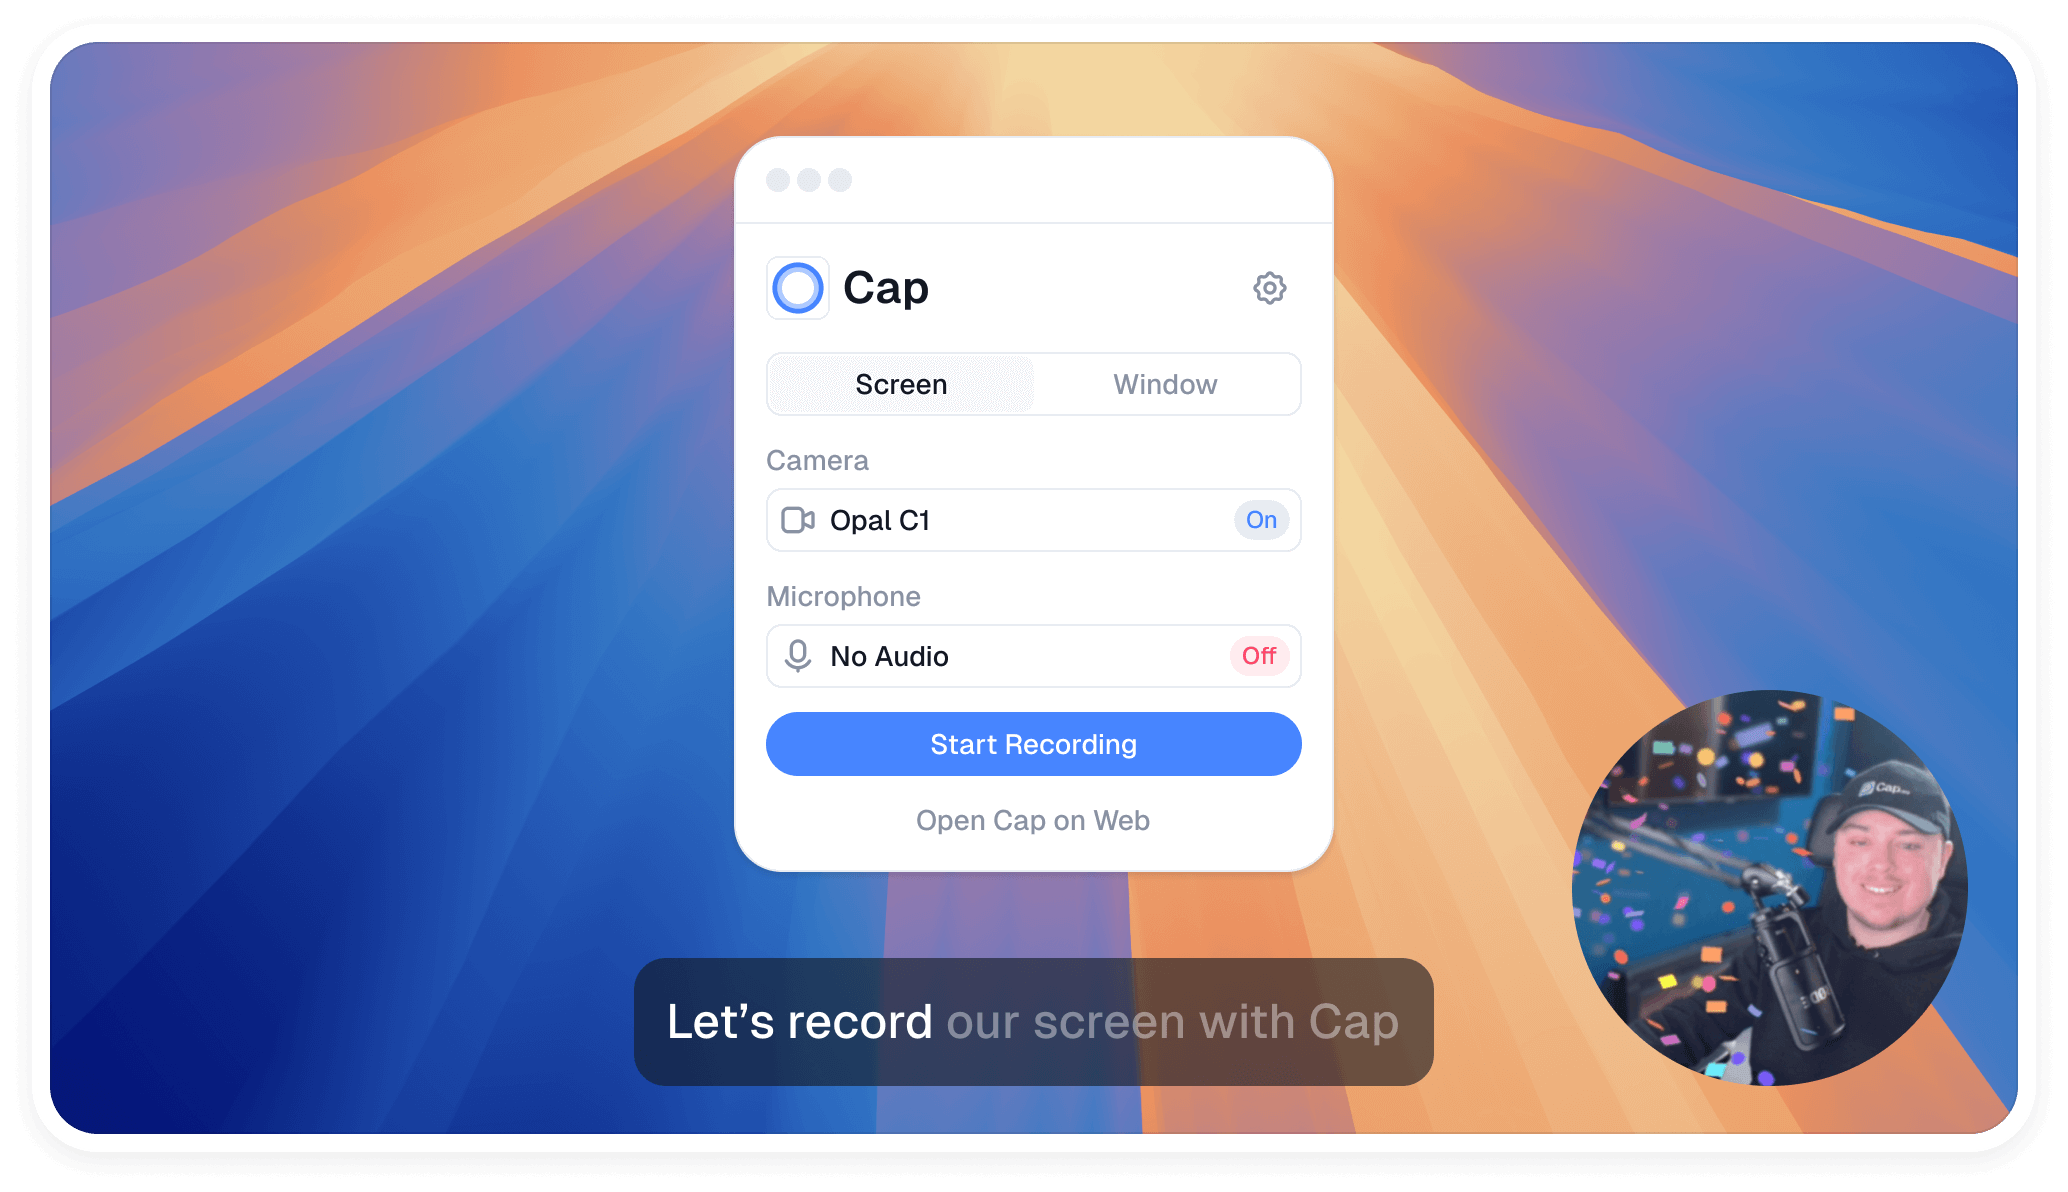 Cap
Screen
Window
Camera
Opal C1
On
Microphone
No Audio
Off
Start Recording
Open Cap on Web
Cap
Let’s record our screen with Cap